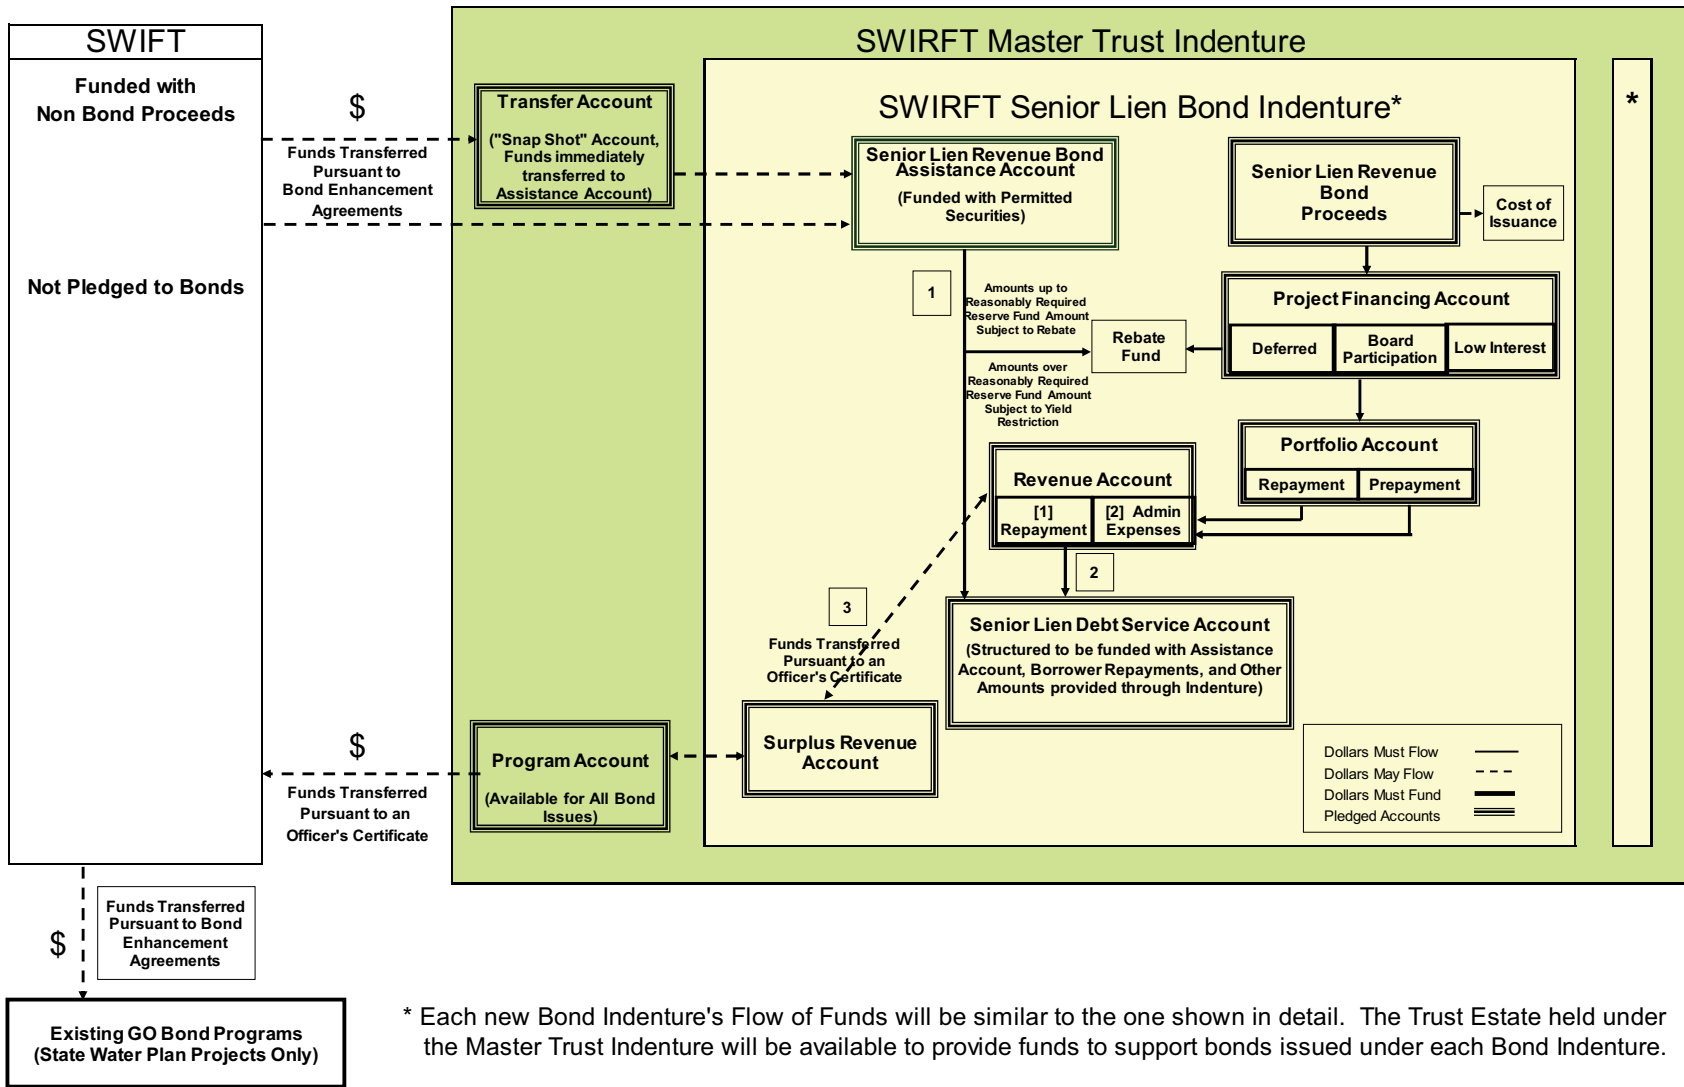 SWIFT
Funded with
Non Bond Proceeds
Not Pledged to Bonds
$
Funds Transferred
Pursuant to
Bond Enhancement
Agreements
SWIRFT Master Trust Indenture
Transfer Account
("Snap Shot" Account,
Funds immediately
transferred to
Assistance Account)
SWIRFT Senior Lien Bond Indenture*
*
Senior Lien Revenue Bond
Assistance Account
(Funded with Permitted
Securities)
Senior Lien Revenue
Bond
Proceeds
Cost of
Issuance
1
Amounts up to
Reasonably Required
Reserve Fund Amount
Subject to Rebate
Rebate
Fund
Project Financing Account
Deferred
Board
Participation
Low Interest
Amounts over
Reasonably Required
Reserve Fund Amount
Subject to Yield
Restriction
Portfolio Account
Repayment
Prepayment
Revenue Account
[1]
Repayment
[2] Admin
Expenses
2
3
Funds Transferred
Pursuant to an
Officer's Certificate
Senior Lien Debt Service Account
(Structured to be funded with Assistance
Account, Borrower Repayments, and Other
Amounts provided through Indenture)
Surplus Revenue
Account
Program Account
(Available for All Bond
Issues)
$
Funds Transferred
Pursuant to an
Officer's Certificate
Dollars Must Flow
Dollars May Flow
Dollars Must Fund
Pledged Accounts
$
Funds Transferred
Pursuant to Bond
Enhancement
Agreements
Existing GO Bond Programs
(State Water Plan Projects Only)
* Each new Bond Indenture's Flow of Funds will be similar to the one shown in detail. The Trust Estate held under
the Master Trust Indenture will be available to provide funds to support bonds issued under each Bond Indenture.